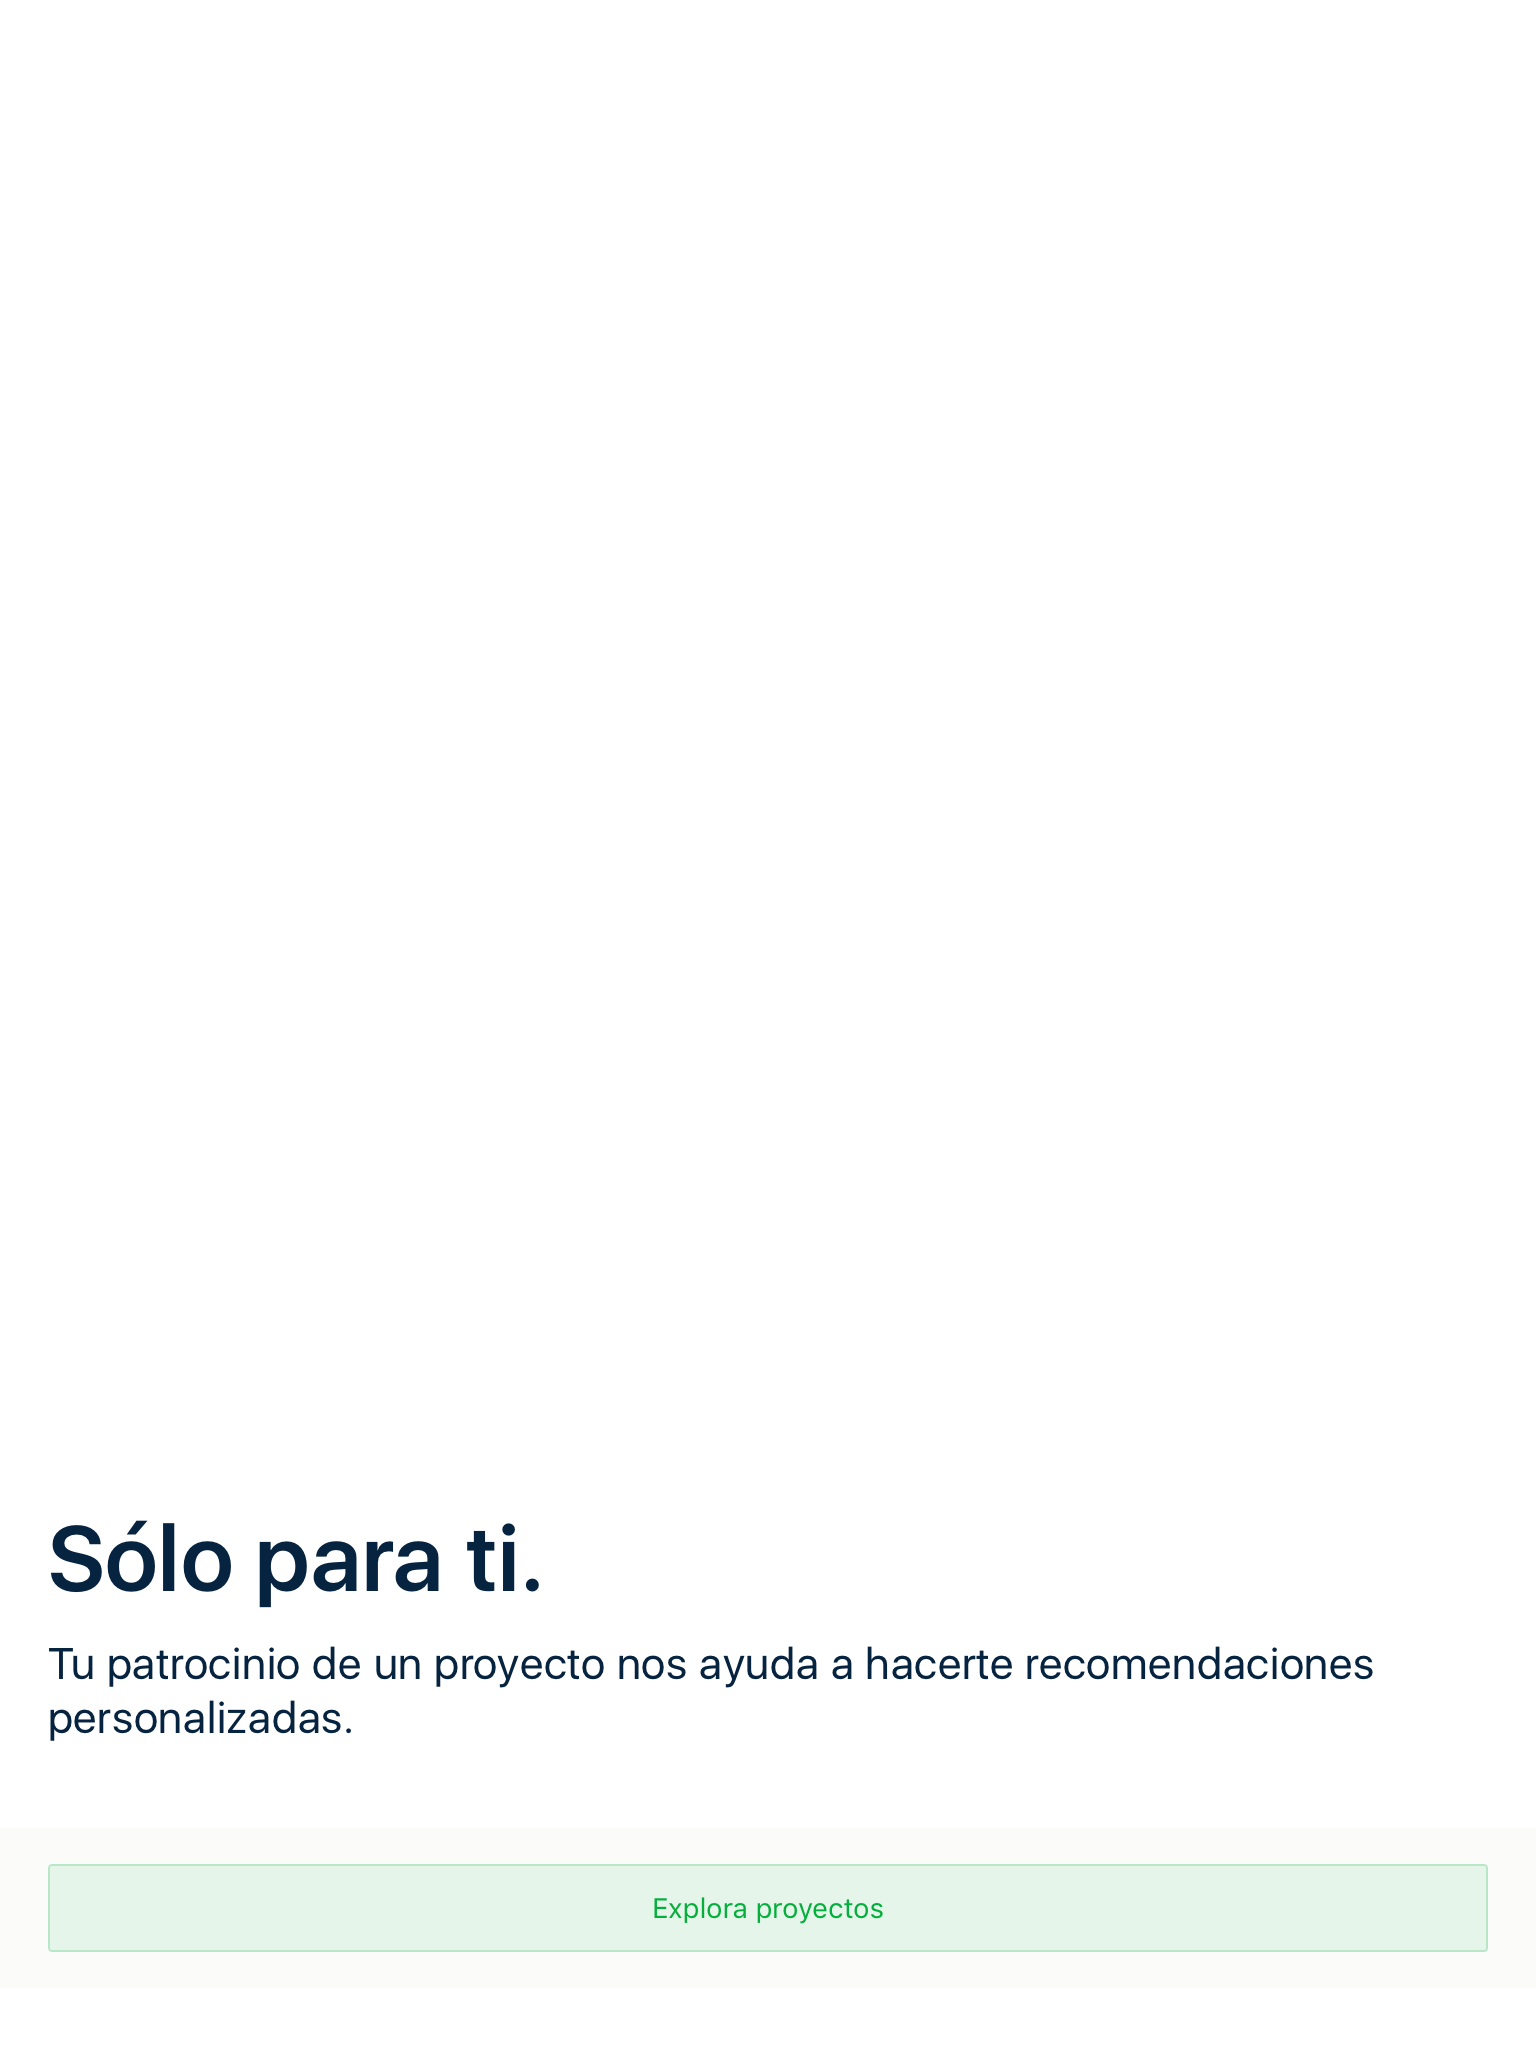 Sólo para ti.
Tu patrocinio de un proyecto nos ayuda a hacerte recomendaciones
personalizadas.
Explora proyectos